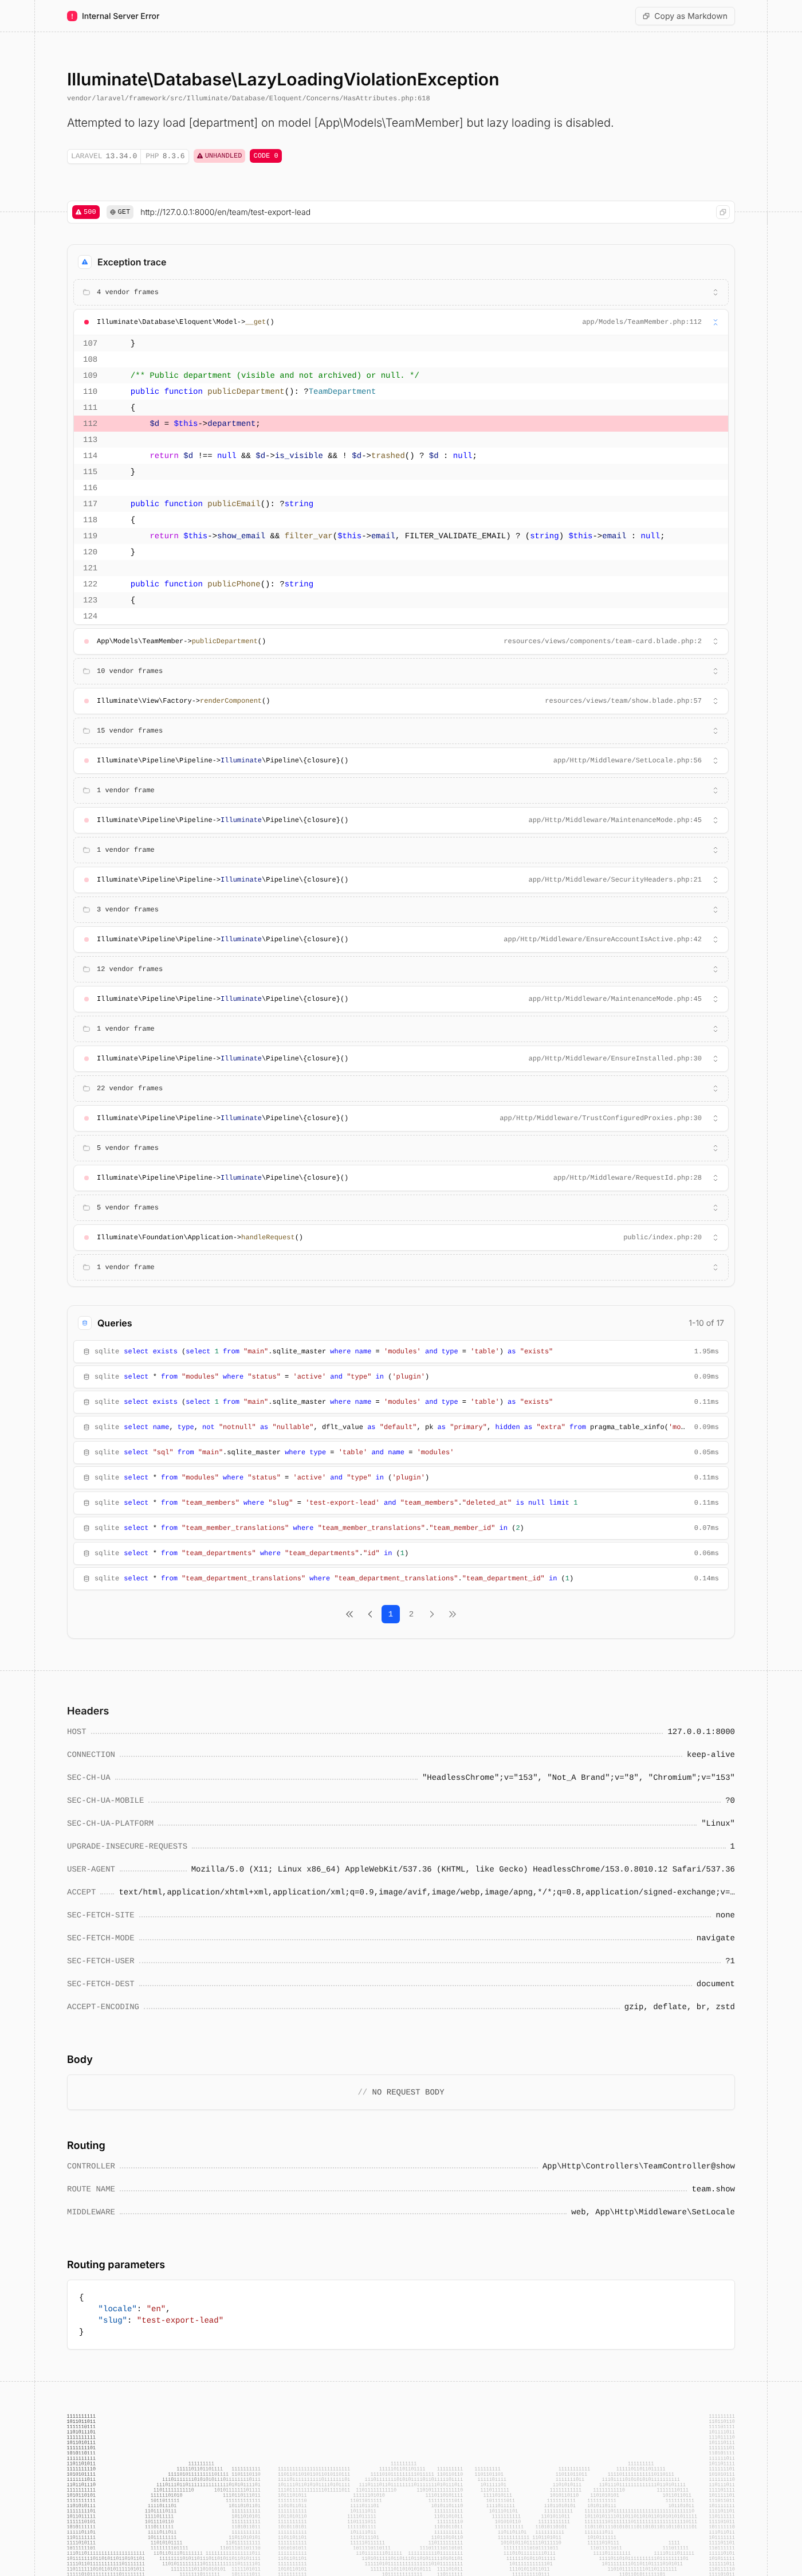 Internal Server Error
Copy as Markdown
Illuminate\Database\LazyLoadingViolationException
vendor/laravel/framework/src/Illuminate/Database/Eloquent/Concerns/HasAttributes.php:610
Attempted to lazy load [department] on model [App\Models\TeamMember] but lazy loading is disabled.
LARAVEL 13.34.0 PHP 8.3.6 UNHANDLED CODE 0
500 GET http://127.0.0.1:8000/en/team/test-export-lead
Exception trace
4 vendor frames
Illuminate\Database\Eloquent\Model->__get() app/Models/TeamMember.php:112
107 }
108
109 /** Public department (visible and not archived) or null. */
110 public function publicDepartment(): ?TeamDepartment
111 {
112 $d = $this->department;
113
114 return $d !== null && $d->is_visible && ! $d->trashed() ? $d : null;
115 }
116
117 public function publicEmail(): ?string
118 {
119 return $this->show_email && filter_var($this->email, FILTER_VALIDATE_EMAIL) ? (string) $this->email : null;
120 }
121
122 public function publicPhone(): ?string
123 {
124
App\Models\TeamMember->publicDepartment() resources/views/components/team-card.blade.php:2
10 vendor frames
Illuminate\View\Factory->renderComponent() resources/views/team/show.blade.php:57
15 vendor frames
Illuminate\Pipeline\Pipeline->Illuminate\Pipeline\{closure}() app/Http/Middleware/SetLocale.php:56
1 vendor frame
Illuminate\Pipeline\Pipeline->Illuminate\Pipeline\{closure}() app/Http/Middleware/MaintenanceMode.php:45
1 vendor frame
Illuminate\Pipeline\Pipeline->Illuminate\Pipeline\{closure}() app/Http/Middleware/SecurityHeaders.php:21
3 vendor frames
Illuminate\Pipeline\Pipeline->Illuminate\Pipeline\{closure}() app/Http/Middleware/EnsureAccountIsActive.php:42
12 vendor frames
Illuminate\Pipeline\Pipeline->Illuminate\Pipeline\{closure}() app/Http/Middleware/MaintenanceMode.php:45
1 vendor frame
Illuminate\Pipeline\Pipeline->Illuminate\Pipeline\{closure}() app/Http/Middleware/EnsureInstalled.php:30
22 vendor frames
Illuminate\Pipeline\Pipeline->Illuminate\Pipeline\{closure}() app/Http/Middleware/TrustConfiguredProxies.php:30
5 vendor frames
Illuminate\Pipeline\Pipeline->Illuminate\Pipeline\{closure}() app/Http/Middleware/RequestId.php:28
5 vendor frames
Illuminate\Foundation\Application->handleRequest() public/index.php:20
1 vendor frame
Queries 1-10 of 17
sqlite select exists (select 1 from "main".sqlite_master where name = 'modules' and type = 'table') as "exists" 1.95ms
sqlite select * from "modules" where "status" = 'active' and "type" in ('plugin') 0.09ms
sqlite select exists (select 1 from "main".sqlite_master where name = 'modules' and type = 'table') as "exists" 0.11ms
sqlite select name, type, not "notnull" as "nullable", dflt_value as "default", pk as "primary", hidden as "extra" from pragma_table_xinfo('mo… 0.09ms
sqlite select "sql" from "main".sqlite_master where type = 'table' and name = 'modules' 0.05ms
sqlite select * from "modules" where "status" = 'active' and "type" in ('plugin') 0.11ms
sqlite select * from "team_members" where "slug" = 'test-export-lead' and "team_members"."deleted_at" is null limit 1 0.11ms
sqlite select * from "team_member_translations" where "team_member_translations"."team_member_id" in (2) 0.07ms
sqlite select * from "team_departments" where "team_departments"."id" in (1) 0.06ms
sqlite select * from "team_department_translations" where "team_department_translations"."team_department_id" in (1) 0.14ms
1 2
Headers
HOST 127.0.0.1:8000
CONNECTION keep-alive
SEC-CH-UA "HeadlessChrome";v="153", "Not_A Brand";v="8", "Chromium";v="153"
SEC-CH-UA-MOBILE ?0
SEC-CH-UA-PLATFORM "Linux"
UPGRADE-INSECURE-REQUESTS 1
USER-AGENT Mozilla/5.0 (X11; Linux x86_64) AppleWebKit/537.36 (KHTML, like Gecko) HeadlessChrome/153.0.8010.12 Safari/537.36
ACCEPT text/html,application/xhtml+xml,application/xml;q=0.9,image/avif,image/webp,image/apng,*/*;q=0.8,application/signed-exchange;v=…
SEC-FETCH-SITE none
SEC-FETCH-MODE navigate
SEC-FETCH-USER ?1
SEC-FETCH-DEST document
ACCEPT-ENCODING gzip, deflate, br, zstd
Body
// NO REQUEST BODY
Routing
CONTROLLER App\Http\Controllers\TeamController@show
ROUTE NAME team.show
MIDDLEWARE web, App\Http\Middleware\SetLocale
Routing parameters
{
"locale": "en",
"slug": "test-export-lead"
}